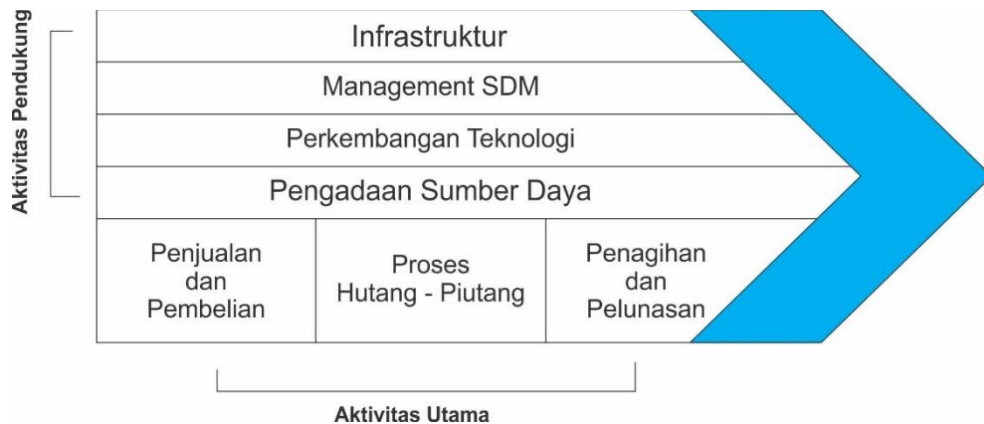 Aktivitas Pendukung
Infrastruktur
Management SDM
Perkembangan Teknologi
Pengadaan Sumber Daya
Penjualan
dan
Pembelian
Proses
Hutang - Piutang
Penagihan
dan
Pelunasan
Aktivitas Utama